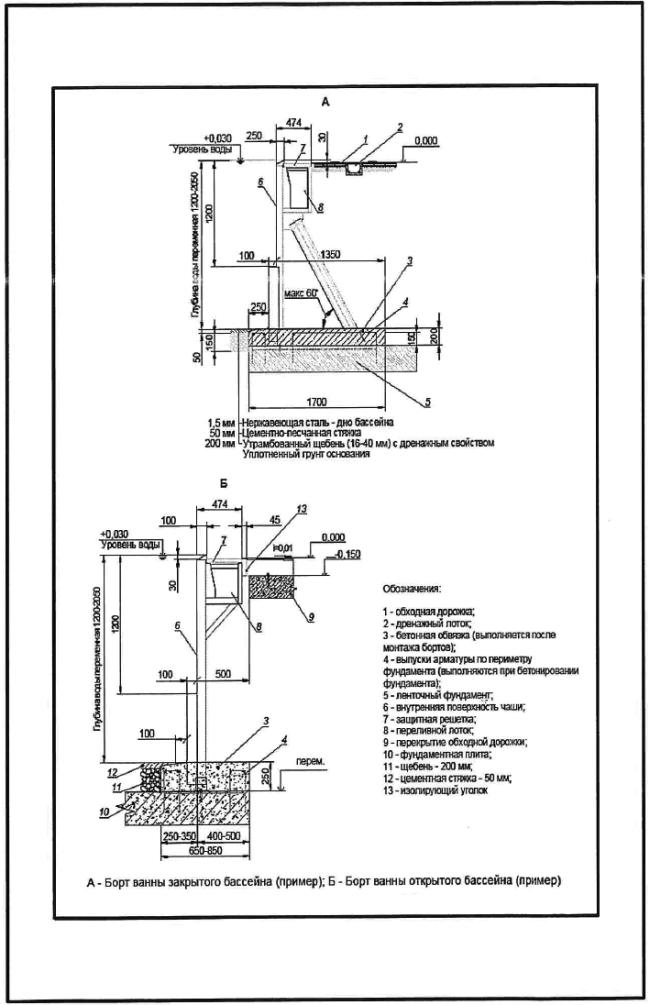 А
474
250
30
1
2
+0,030
Уровень воды
0,000
7
6
8
Глубина воды переменная 1200-2050
1200
100
1350
3
4
макс 60°
250
50
150
150
200
5
1700
1,5 мм Нержавеющая сталь - дно бассейна
50 мм Цементно-песчанная стяжка
200 мм Утрамбованный щебень (16-40 мм) с дренажным свойством
Уплотненный грунт основания
Б
474
100
45
13
+0,030
Уровень воды
7
i=0,01
0,000
-0,150
30
Глубина воды переменная 1200-2050
1200
6
8
9
100
500
100
3
4
перем.
12
11
10
250
250-350
400-500
650-850
Обозначения:
1 - обходная дорожка;
2 - дренажный лоток;
3 - бетонная обвязка (выполняется после
монтажа бортов);
4 - выпуски арматуры по периметру
фундамента (выполняются при бетонировании
фундамента);
5 - ленточный фундамент;
6 - внутренняя поверхность чаши;
7 - защитная решетка;
8 - переливной лоток;
9 - перекрытие обходной дорожки;
10 - фундаментная плита;
11 - щебень - 200 мм;
12 - цементная стяжка - 50 мм;
13 - изолирующий уголок
А - Борт ванны закрытого бассейна (пример); Б - Борт ванны открытого бассейна (пример)